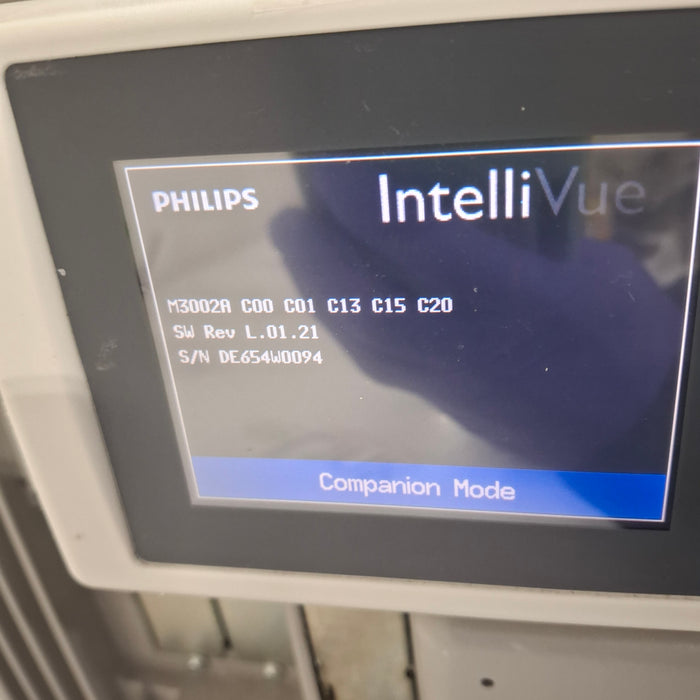 PHILIPS
IntelliVue
M3002A C00 C01 C13 C15 C20
SW Rev L.01.21
S/N DE654W0094
Companion Mode